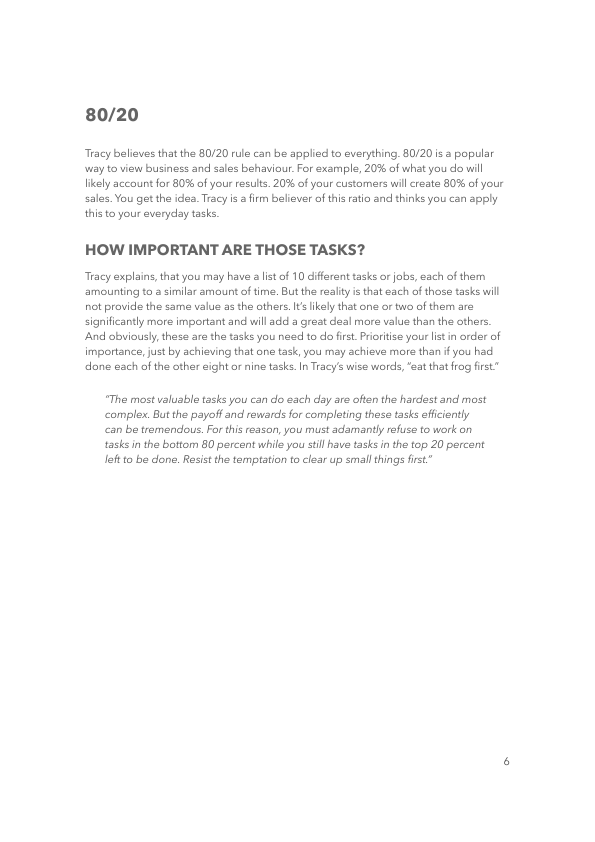 80/20
Tracy believes that the 80/20 rule can be applied to everything. 80/20 is a popular
way to view business and sales behaviour. For example, 20% of what you do will
likely account for 80% of your results. 20% of your customers will create 80% of your
sales. You get the idea. Tracy is a firm believer of this ratio and thinks you can apply
this to your everyday tasks.
HOW IMPORTANT ARE THOSE TASKS?
Tracy explains, that you may have a list of 10 different tasks or jobs, each of them
amounting to a similar amount of time. But the reality is that each of those tasks will
not provide the same value as the others. It’s likely that one or two of them are
significantly more important and will add a great deal more value than the others.
And obviously, these are the tasks you need to do first. Prioritise your list in order of
importance, just by achieving that one task, you may achieve more than if you had
done each of the other eight or nine tasks. In Tracy’s wise words, “eat that frog first.”
“The most valuable tasks you can do each day are often the hardest and most
complex. But the payoff and rewards for completing these tasks efficiently
can be tremendous. For this reason, you must adamantly refuse to work on
tasks in the bottom 80 percent while you still have tasks in the top 20 percent
left to be done. Resist the temptation to clear up small things first.”
6